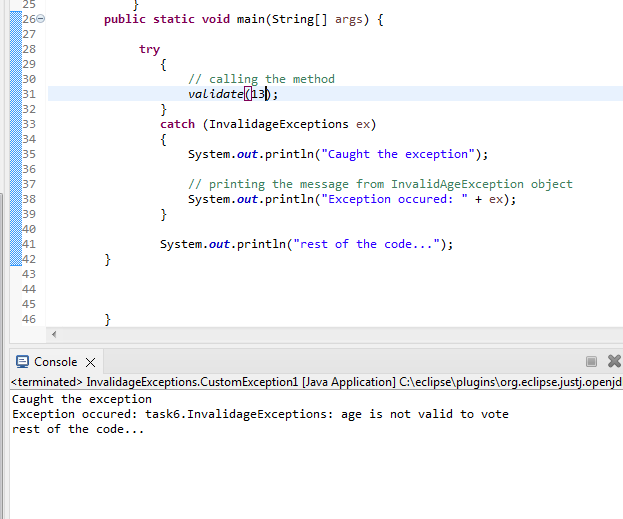 25 }
26 public static void main(String[] args) {
27
28 try
29 {
30 // calling the method
31 validate(13);
32 }
33 catch (InvalidageExceptions ex)
34 {
35 System.out.println("Caught the exception");
36
37 // printing the message from InvalidAgeException object
38 System.out.println("Exception occured: " + ex);
39 }
40
41 System.out.println("rest of the code...");
42 }
43
44
45
46 }
Console
<terminated> InvalidageExceptions.CustomException1 [Java Application] C:\eclipse\plugins\org.eclipse.justj.openjd
Caught the exception
Exception occured: task6.InvalidageExceptions: age is not valid to vote
rest of the code...